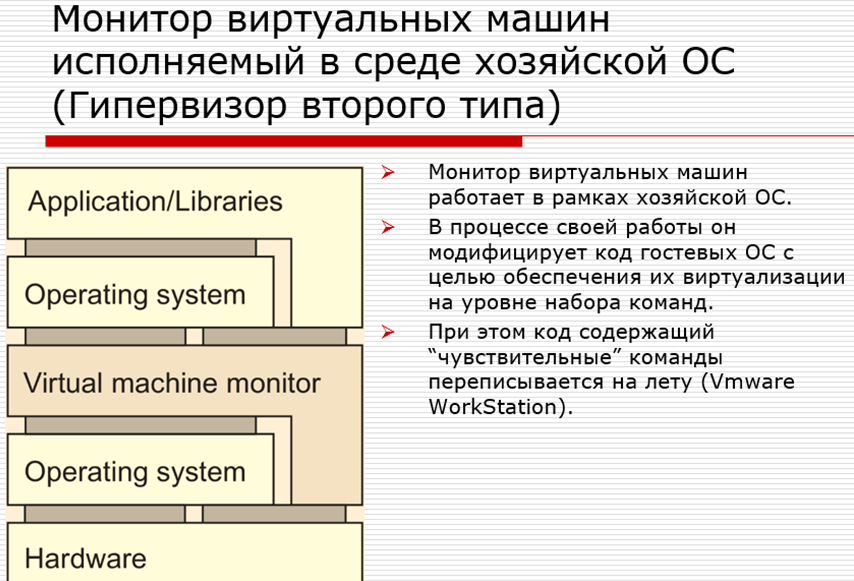 Монитор виртуальных машин
исполняемый в среде хозяйской ОС
(Гипервизор второго типа)
Application/Libraries
Operating system
Virtual machine monitor
Operating system
Hardware
Монитор виртуальных машин
работает в рамках хозяйской ОС.
В процессе своей работы он
модифицирует код гостевых ОС с
целью обеспечения их виртуализации
на уровне набора команд.
При этом код содержащий
“чувствительные” команды
переписывается на лету (Vmware
WorkStation).